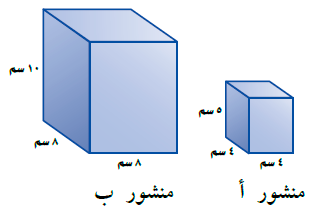 ١٠ سم
٨ سم
٨ سم
٥ سم
٤ سم
٤ سم
منشور أ
منشور ب